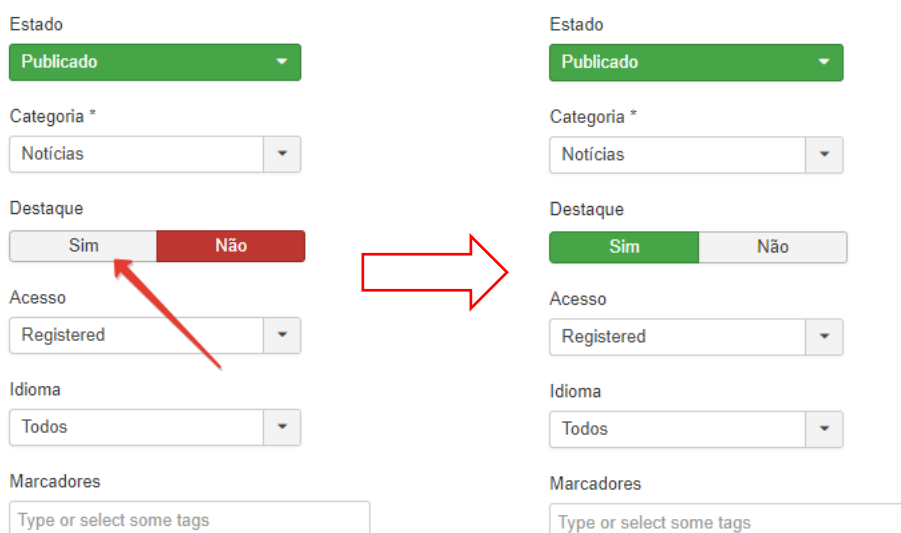 Estado
Publicado
Categoria *
Notícias
Destaque
Sim Não
Acesso
Registered
Idioma
Todos
Marcadores
Type or select some tags
Estado
Publicado
Categoria *
Notícias
Destaque
Sim Não
Acesso
Registered
Idioma
Todos
Marcadores
Type or select some tags